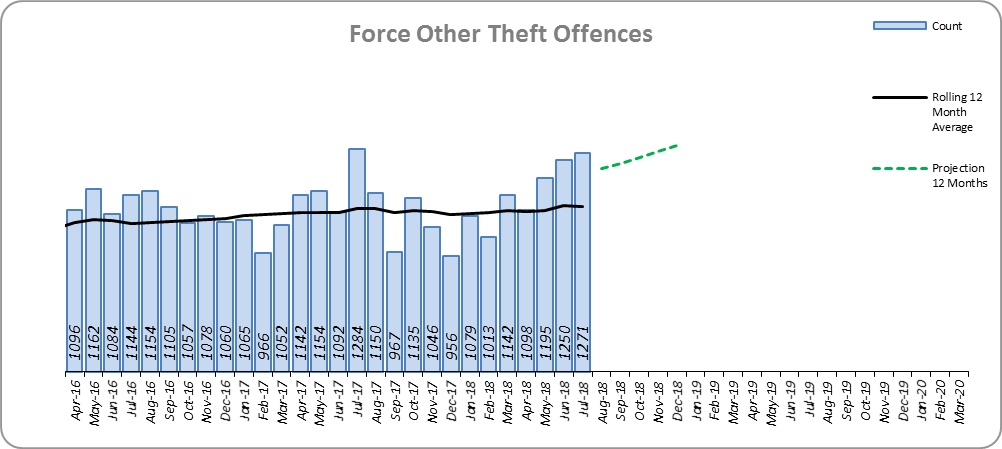 Force Other Theft Offences
Count
Rolling 12
Month
Average
Projection
12 Months
1096 1162 1084 1144 1154 1105 1057 1078 1060 1065 966 1052 1142 1154 1092 1284 1150 967 1135 1046 956 1079 1013 1142 1098 1195 1250 1271
Apr-16 May-16 Jun-16 Jul-16 Aug-16 Sep-16 Oct-16 Nov-16 Dec-16 Jan-17 Feb-17 Mar-17 Apr-17 May-17 Jun-17 Jul-17 Aug-17 Sep-17 Oct-17 Nov-17 Dec-17 Jan-18 Feb-18 Mar-18 Apr-18 May-18 Jun-18 Jul-18 Aug-18 Sep-18 Oct-18 Nov-18 Dec-18 Jan-19 Feb-19 Mar-19 Apr-19 May-19 Jun-19 Jul-19 Aug-19 Sep-19 Oct-19 Nov-19 Dec-19 Jan-20 Feb-20 Mar-20